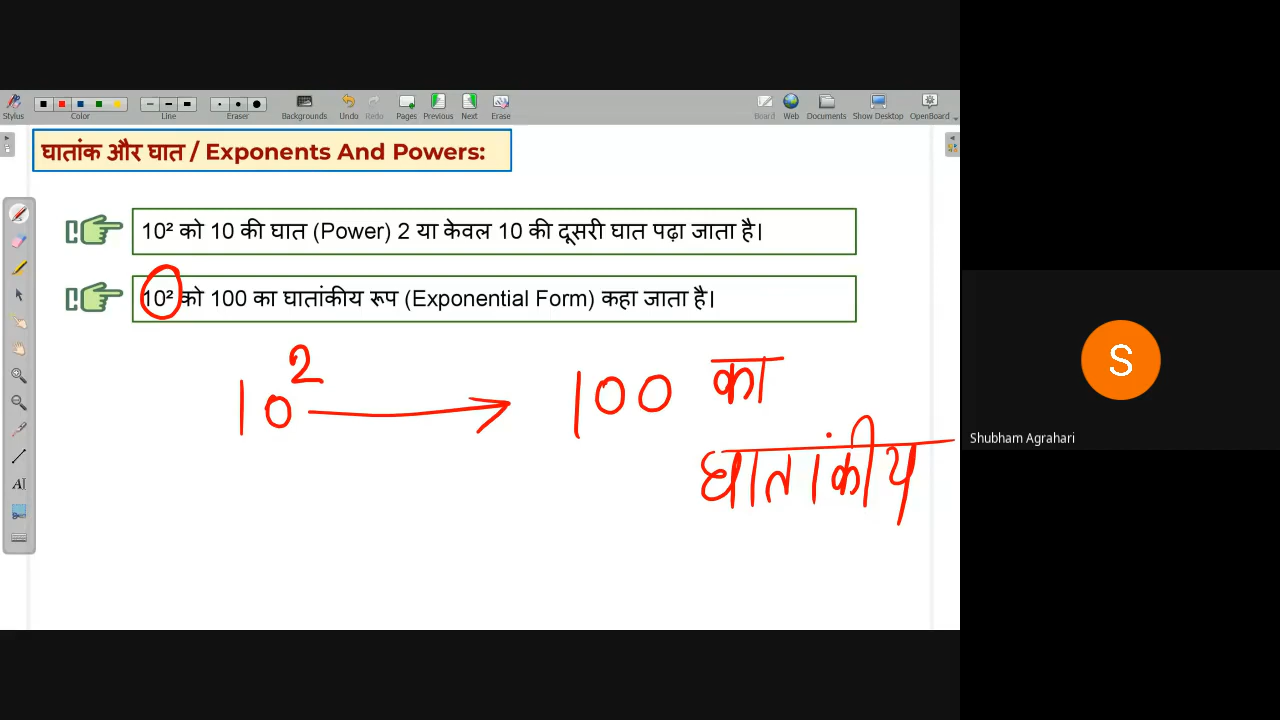 Stylus
Color
Line
Eraser
Backgrounds
Undo
Redo
Pages
Previous
Next
Erase
Board
Web
Documents
Show Desktop
OpenBoard
घातांक और घात / Exponents And Powers:
10² को 10 की घात (Power) 2 या केवल 10 की दूसरी घात पढ़ा जाता है।
10² को 100 का घातांकीय रूप (Exponential Form) कहा जाता है।
10² → 100 का
घातांकीय
S
Shubham Agrahari